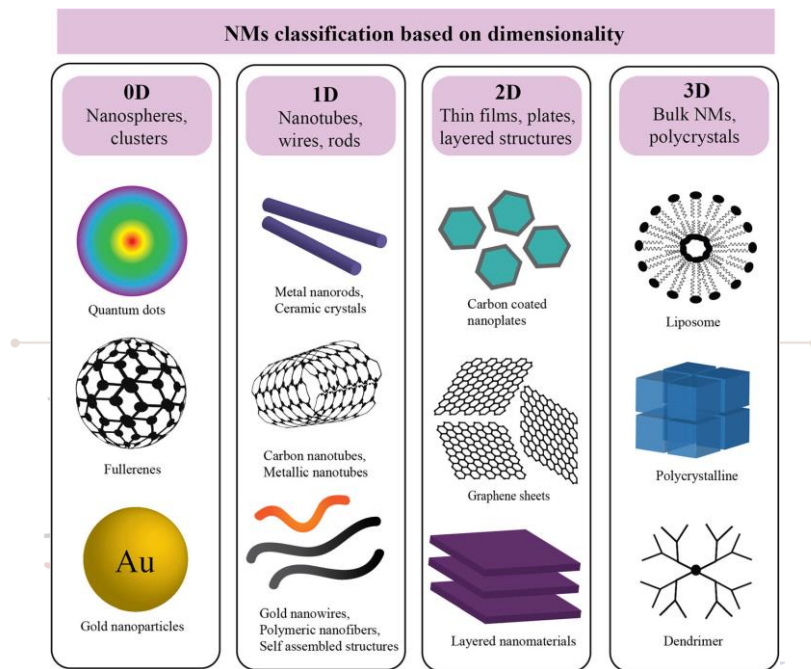 NMs classification based on dimensionality
0D
Nanospheres,
clusters
Quantum dots
Fullerenes
Au
Gold nanoparticles
1D
Nanotubes,
wires, rods
Metal nanorods,
Ceramic crystals
Carbon nanotubes,
Metallic nanotubes
Gold nanowires,
Polymeric nanofibers,
Self assembled structures
2D
Thin films, plates,
layered structures
Carbon coated
nanoplates
Graphene sheets
Layered nanomaterials
3D
Bulk NMs,
polycrystals
Liposome
Polycrystalline
Dendrimer